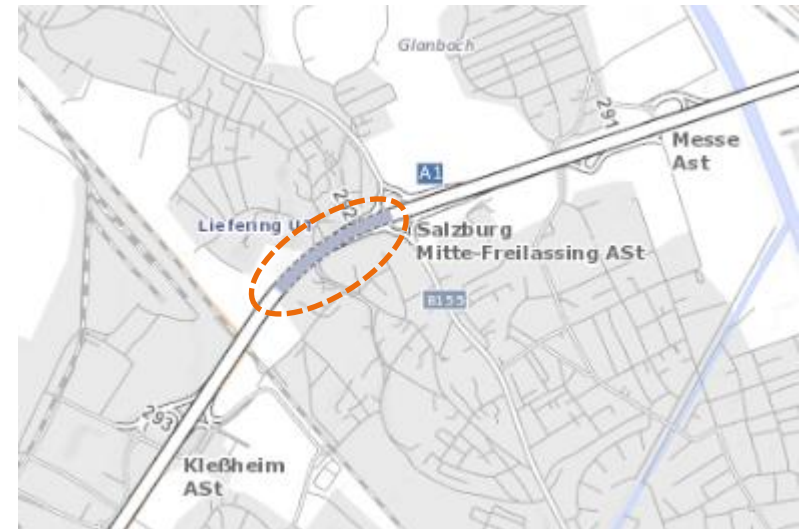 Glanbach
291
Messe
Ast
A1
292
Liefering
Salzburg
Mitte-Freilassing ASt
B155
293
Kleßheim
ASt